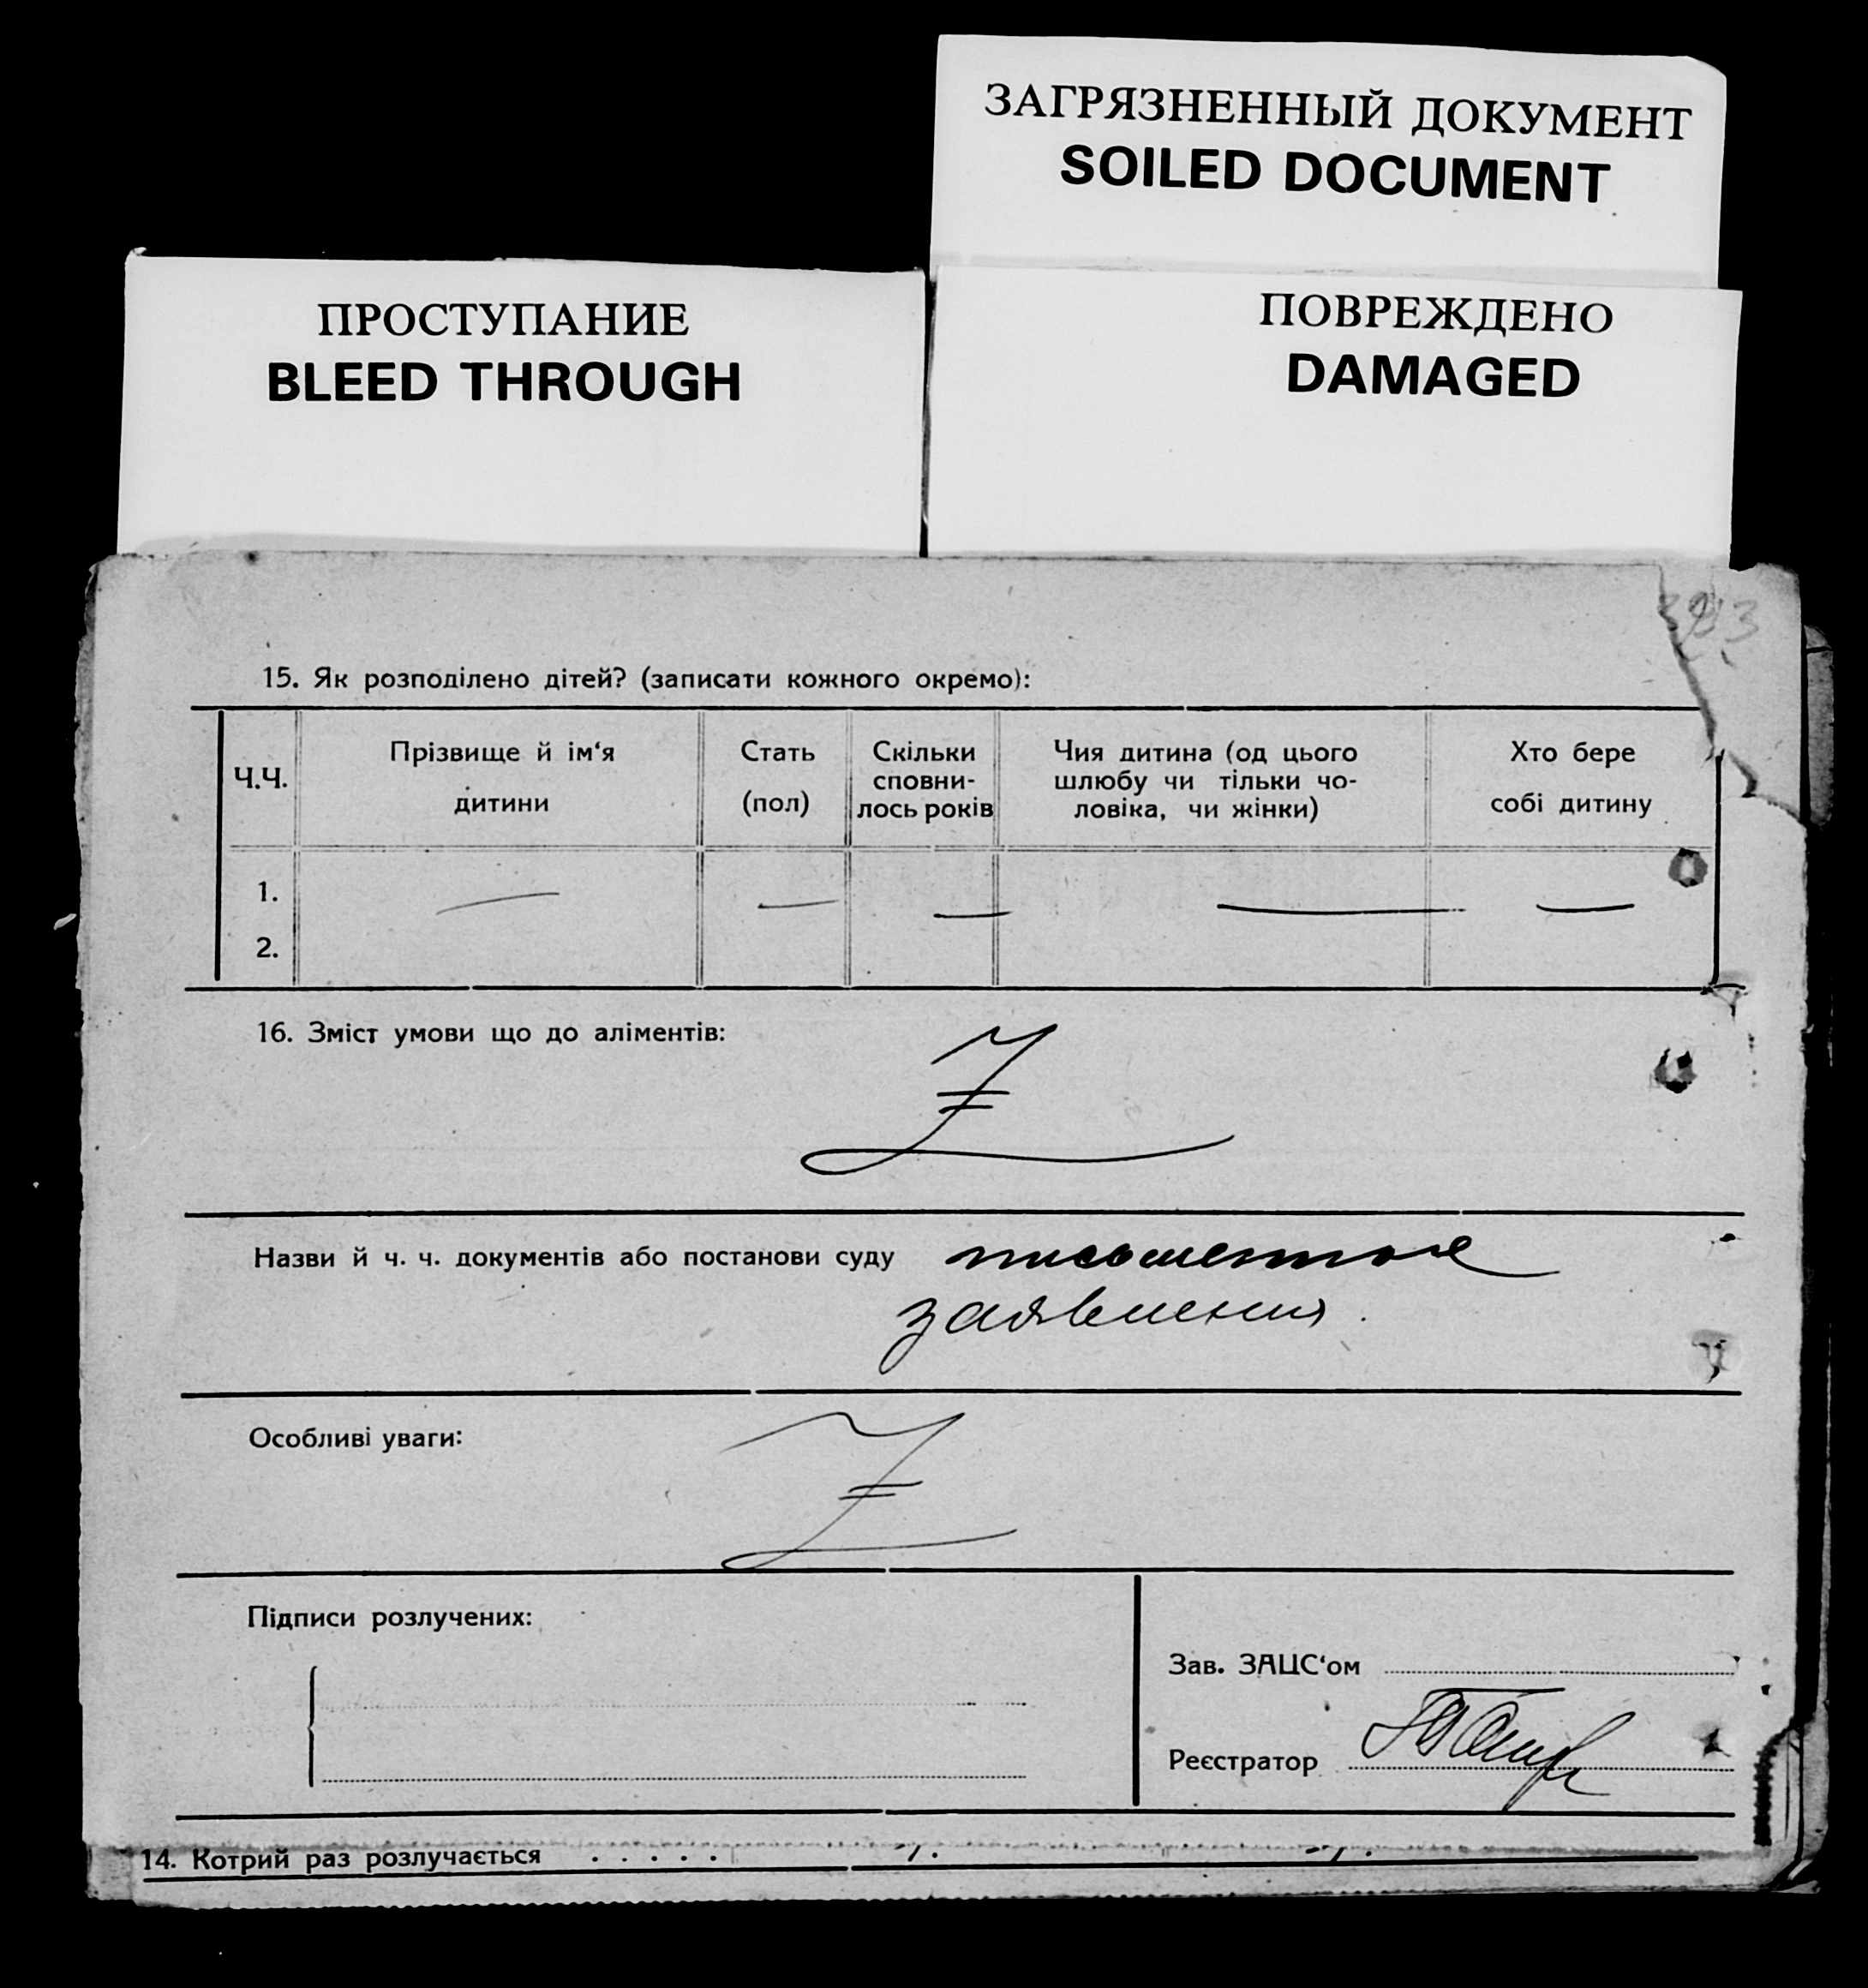 ЗАГРЯЗНЕННЫЙ ДОКУМЕНТ
SOILED DOCUMENT
ПРОСТУПАНИЕ
BLEED THROUGH
ПОВРЕЖДЕНО
DAMAGED
15. Як розподілено дітей? (записати кожного окремо):
Ч.Ч.
Прізвище й ім‘я
дитини
Стать
(пол)
Скільки
сповни-
лось років
Чия дитина (од цього
шлюбу чи тільки чо-
ловіка, чи жінки)
Хто бере
собі дитину
1. — — — — —
2.
16. Зміст умови що до аліментів:
Назви й ч. ч. документів або постанови суду письменное
заявления.
Особливі уваги:
Підписи розлучених:
Зав. ЗАЦС‘ом
Реєстратор
14. Котрий раз розлучається . . . . .